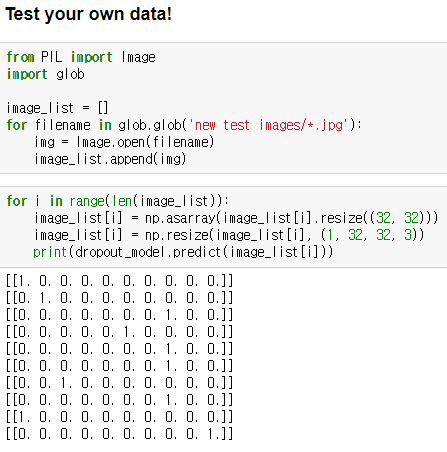 Test your own data!
from PIL import Image
import glob
image_list = []
for filename in glob.glob('new test images/*.jpg'):
img = Image.open(filename)
image_list.append(img)
for i in range(len(image_list)):
image_list[i] = np.asarray(image_list[i].resize((32, 32)))
image_list[i] = np.resize(image_list[i], (1, 32, 32, 3))
print(dropout_model.predict(image_list[i]))
[[1. 0. 0. 0. 0. 0. 0. 0. 0. 0.]]
[[0. 1. 0. 0. 0. 0. 0. 0. 0. 0.]]
[[0. 0. 0. 0. 0. 0. 0. 1. 0. 0.]]
[[0. 0. 0. 0. 0. 1. 0. 0. 0. 0.]]
[[0. 0. 0. 0. 0. 0. 0. 1. 0. 0.]]
[[0. 0. 0. 0. 0. 0. 0. 1. 0. 0.]]
[[0. 0. 1. 0. 0. 0. 0. 0. 0. 0.]]
[[0. 0. 0. 0. 0. 0. 0. 1. 0. 0.]]
[[1. 0. 0. 0. 0. 0. 0. 0. 0. 0.]]
[[0. 0. 0. 0. 0. 0. 0. 0. 0. 1.]]